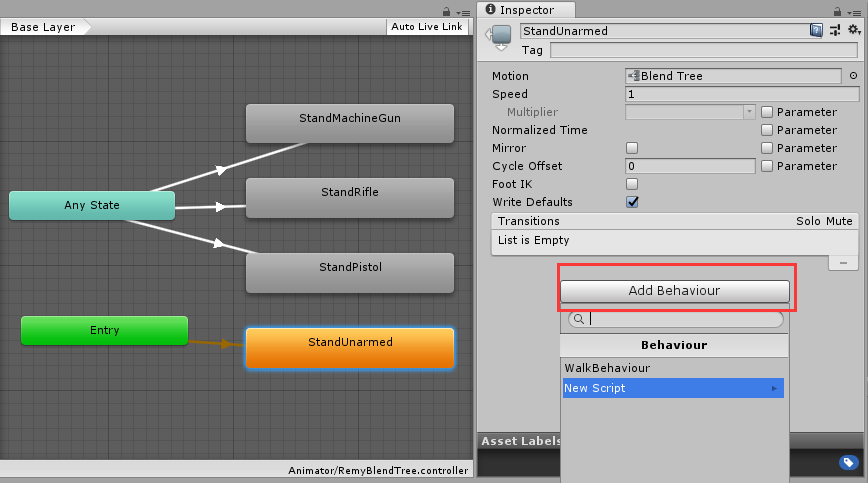 Base Layer
Auto Live Link
StandMachineGun
StandRifle
Any State
StandPistol
Entry
StandUnarmed
Animator/RemyBlendTree.controller
Inspector
StandUnarmed
Tag
Motion Blend Tree
Speed 1
Multiplier Parameter
Normalized Time Parameter
Mirror Parameter
Cycle Offset 0 Parameter
Foot IK
Write Defaults
Transitions Solo Mute
List is Empty
Add Behaviour
Behaviour
WalkBehaviour
New Script
Asset Labels